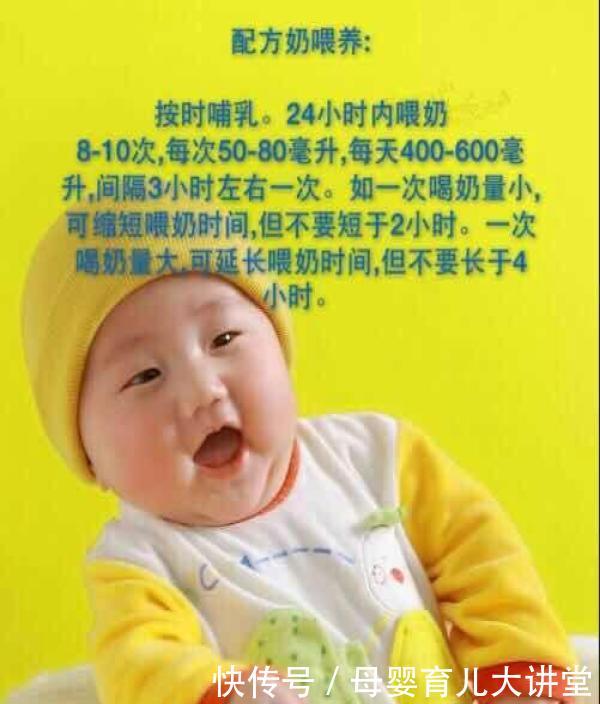 配方奶喂养:
按时哺乳。24小时内喂奶
8-10次,每次50-80毫升,每天400-600毫
升,间隔3小时左右一次。如一次喝奶量小,
可缩短喂奶时间,但不要短于2小时。一次
喝奶量大,可延长喂奶时间,但不要长于4
小时。
快传号 / 母婴育儿大讲堂